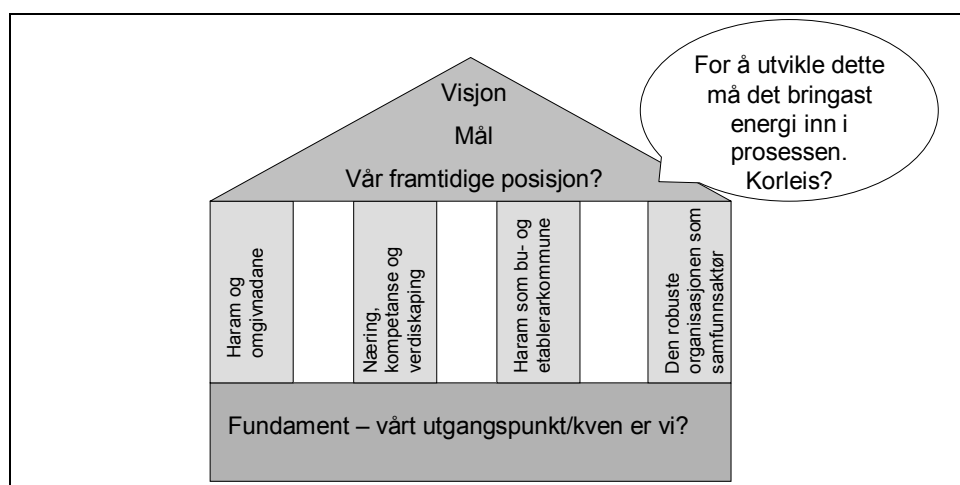 For å utvikle dette
må det bringast
energi inn i
prosessen.
Korleis?
Visjon
Mål
Vår framtidige posisjon?
Haram og
omgivnadane
Næring,
kompetanse og
verdiskaping
Haram som bu- og
etablerarkommune
Den robuste
organisasjonen som
samfunnsaktør
Fundament – vårt utgangspunkt/kven er vi?